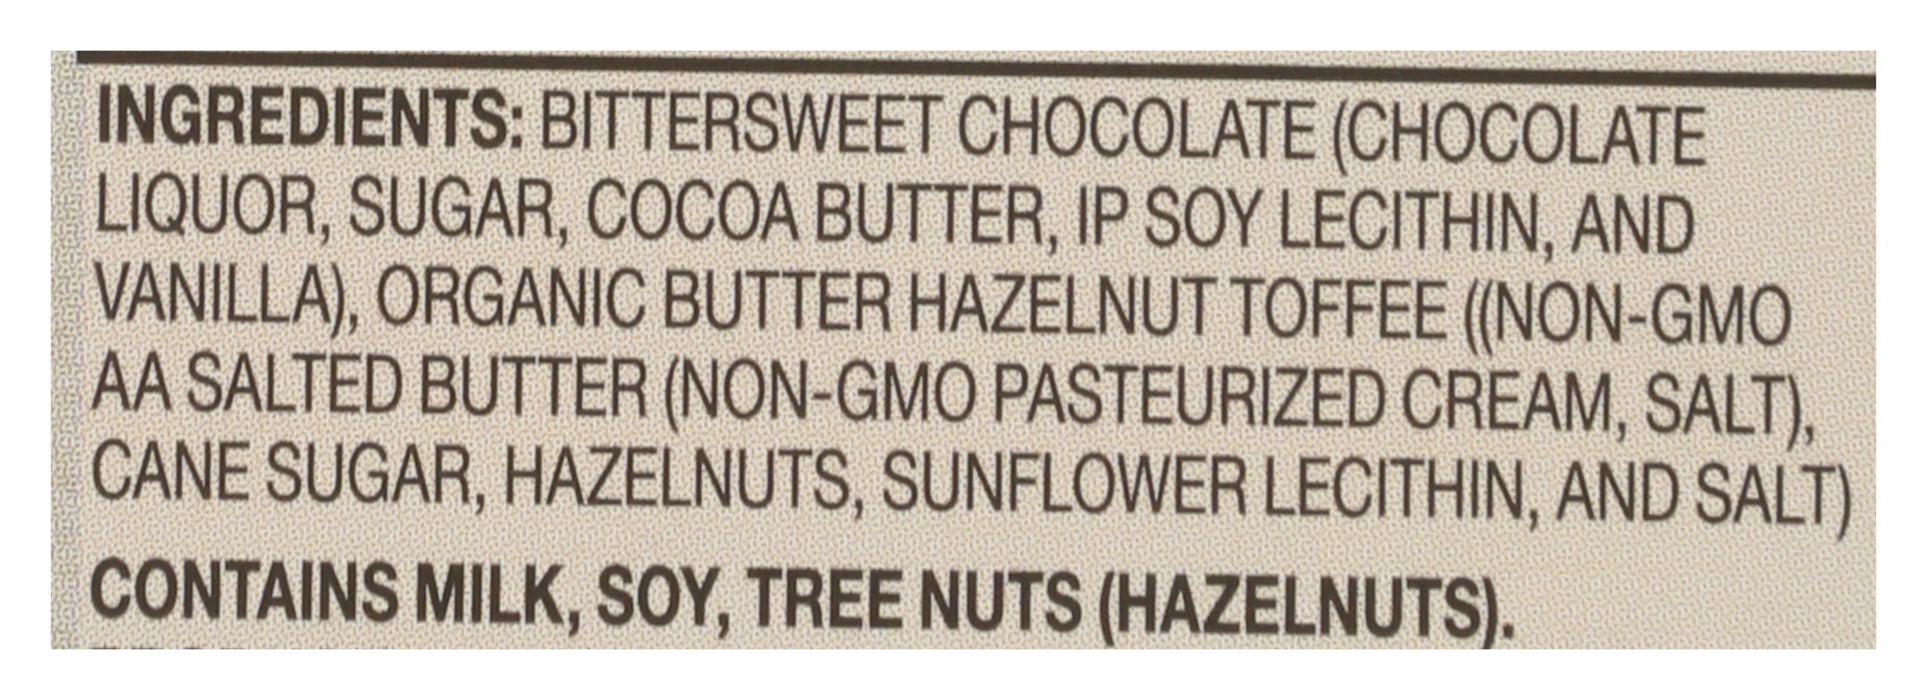 INGREDIENTS: BITTERSWEET CHOCOLATE (CHOCOLATE
LIQUOR, SUGAR, COCOA BUTTER, IP SOY LECITHIN, AND
VANILLA), ORGANIC BUTTER HAZELNUT TOFFEE ((NON-GMO
AA SALTED BUTTER (NON-GMO PASTEURIZED CREAM, SALT),
CANE SUGAR, HAZELNUTS, SUNFLOWER LECITHIN, AND SALT)
CONTAINS MILK, SOY, TREE NUTS (HAZELNUTS).